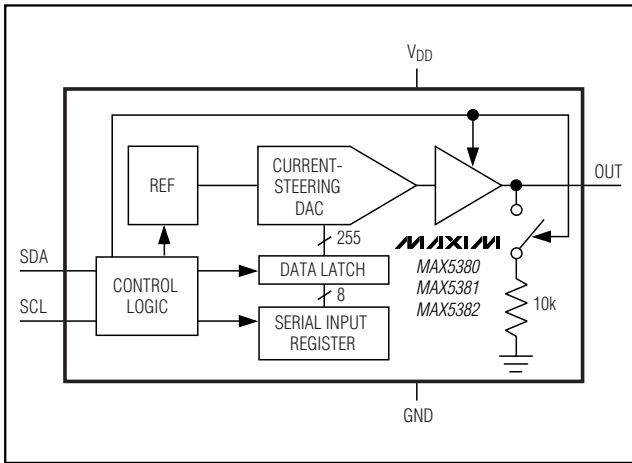 VDD
REF
CURRENT-
STEERING
DAC
OUT
255
MAXIM
MAX5380
MAX5381
MAX5382
SDA
CONTROL
LOGIC
DATA LATCH
8
SCL
SERIAL INPUT
REGISTER
10k
GND